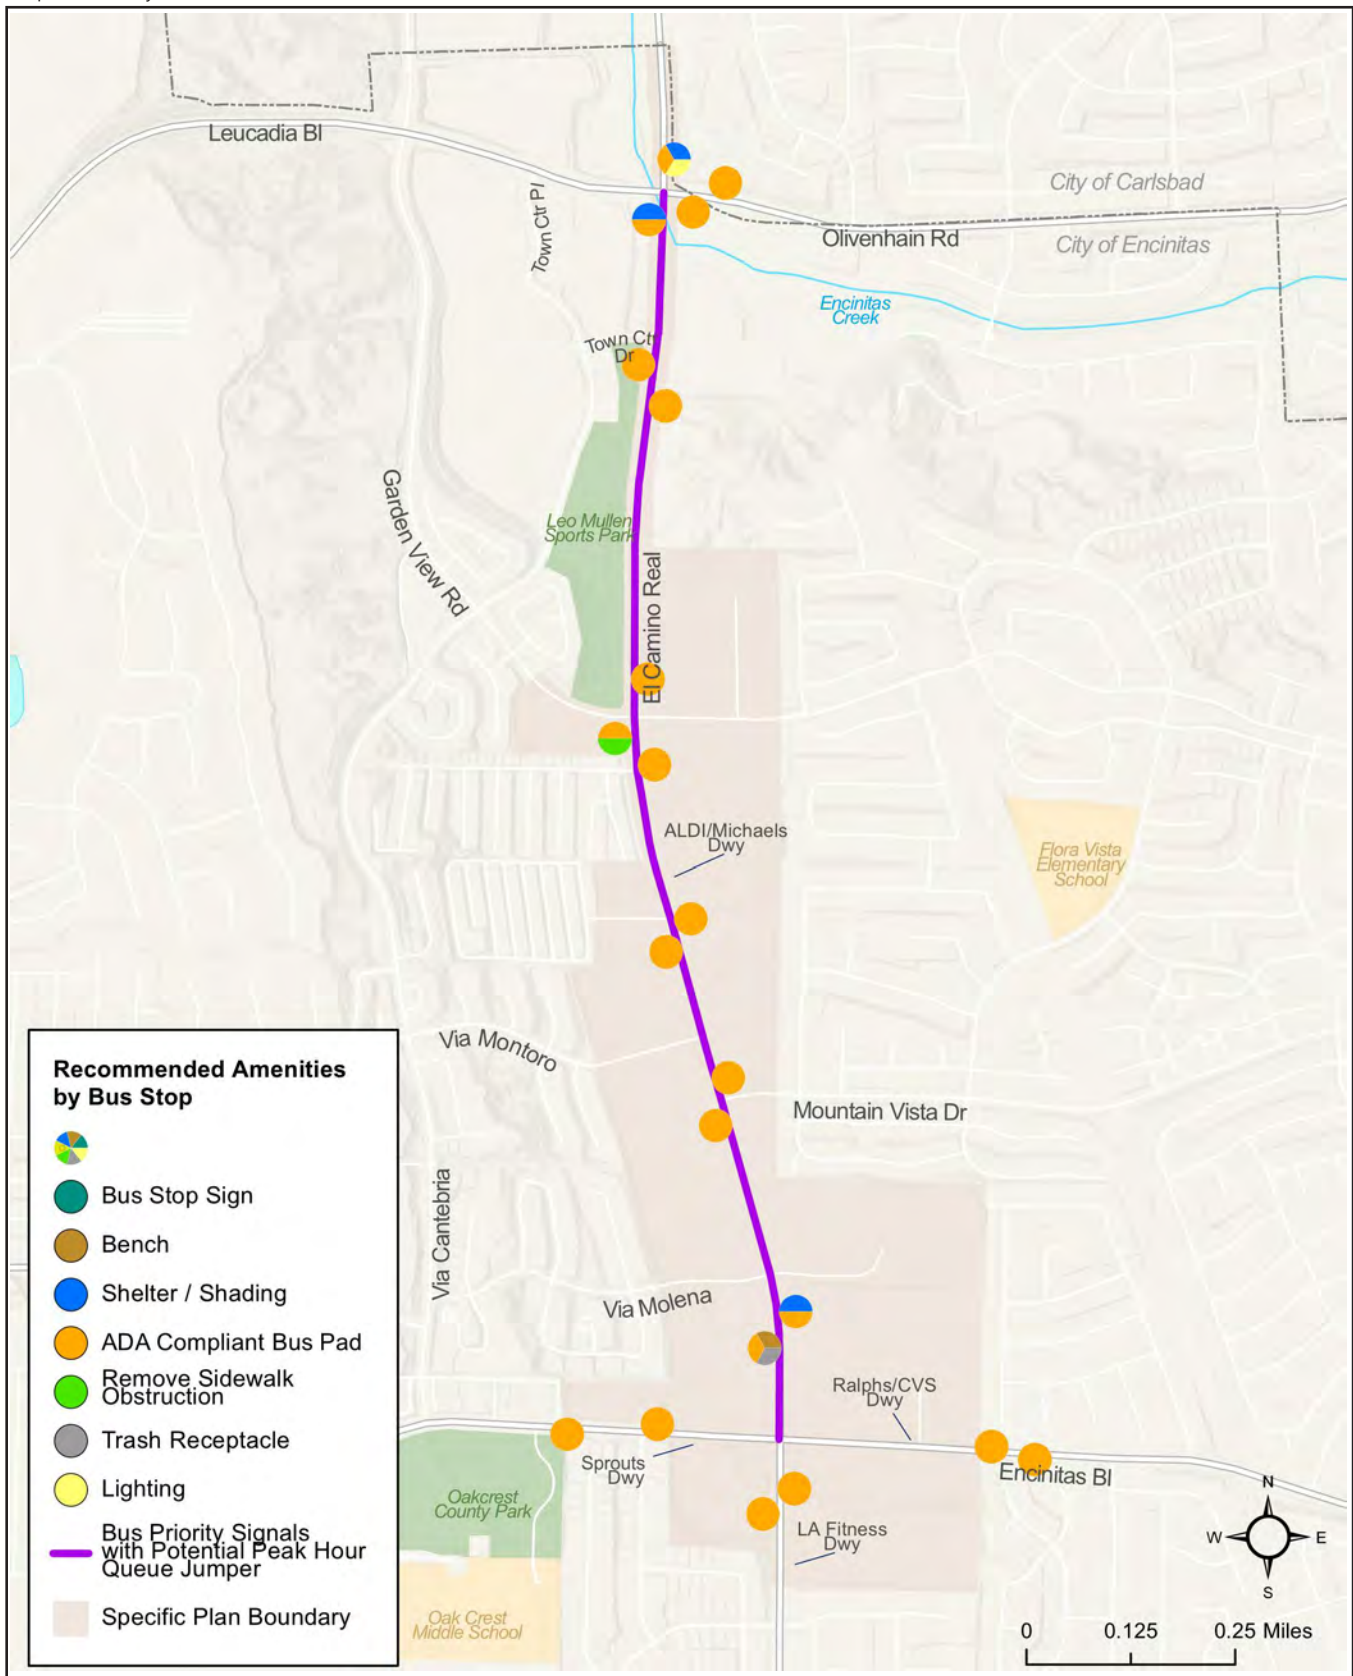 Leucadia Bl
Town Ctr Pl
City of Carlsbad
Olivenhain Rd
City of Encinitas
Encinitas
Creek
Town Ctr
Dr
Garden View Rd
Leo Mullen
Sports Park
El Camino Real
ALDI/Michaels
Dwy
Flora Vista
Elementary
School
Via Montoro
Mountain Vista Dr
Via Cantebria
Via Molena
Ralphs/CVS
Dwy
Sprouts
Dwy
Encinitas Bl
Oakcrest
County Park
LA Fitness
Dwy
Oak Crest
Middle School
Recommended Amenities
by Bus Stop
Bus Stop Sign
Bench
Shelter / Shading
ADA Compliant Bus Pad
Remove Sidewalk
Obstruction
Trash Receptacle
Lighting
Bus Priority Signals
with Potential Peak Hour
Queue Jumper
Specific Plan Boundary
N
W E
S
0 0.125 0.25 Miles